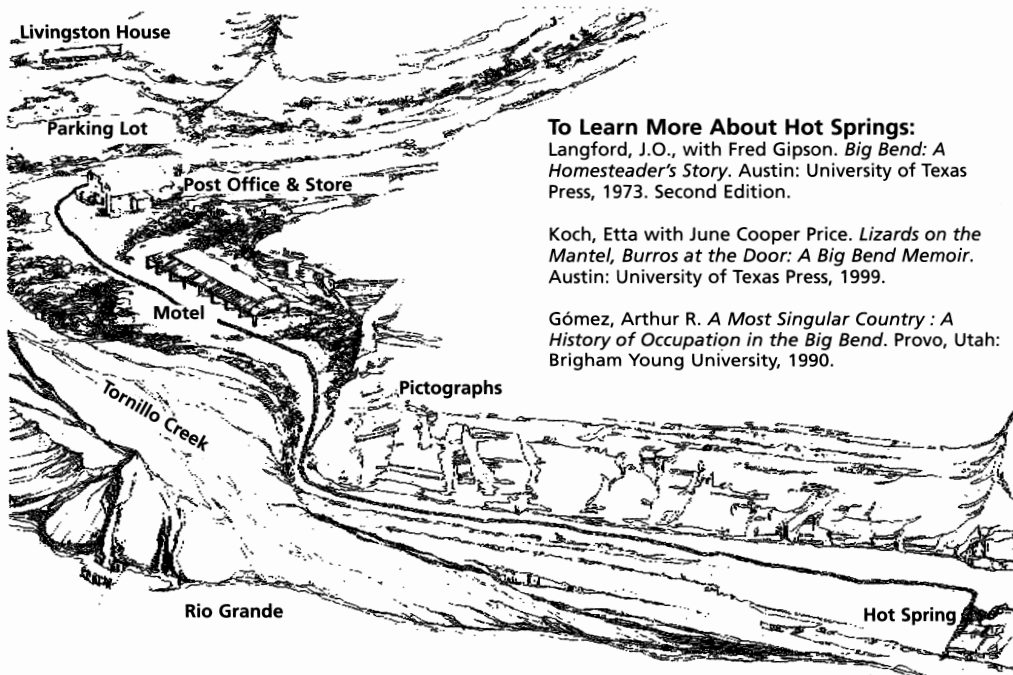 Livingston House
Parking Lot
Post Office & Store
Motel
Tornillo Creek
Pictographs
Rio Grande
Hot Spring
To Learn More About Hot Springs:
Langford, J.O., with Fred Gipson. Big Bend: A
Homesteader's Story. Austin: University of Texas
Press, 1973. Second Edition.
Koch, Etta with June Cooper Price. Lizards on the
Mantel, Burros at the Door: A Big Bend Memoir.
Austin: University of Texas Press, 1999.
Gómez, Arthur R. A Most Singular Country : A
History of Occupation in the Big Bend. Provo, Utah:
Brigham Young University, 1990.